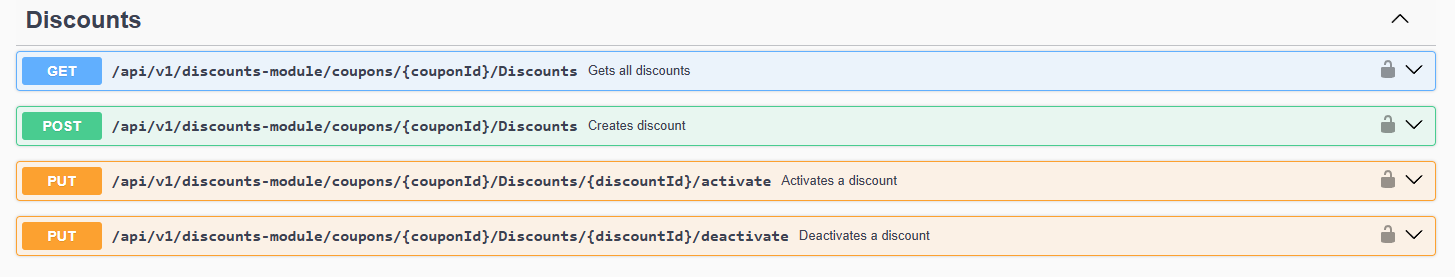 Discounts
GET /api/v1/discounts-module/coupons/{couponId}/Discounts Gets all discounts
POST /api/v1/discounts-module/coupons/{couponId}/Discounts Creates discount
PUT /api/v1/discounts-module/coupons/{couponId}/Discounts/{discountId}/activate Activates a discount
PUT /api/v1/discounts-module/coupons/{couponId}/Discounts/{discountId}/deactivate Deactivates a discount